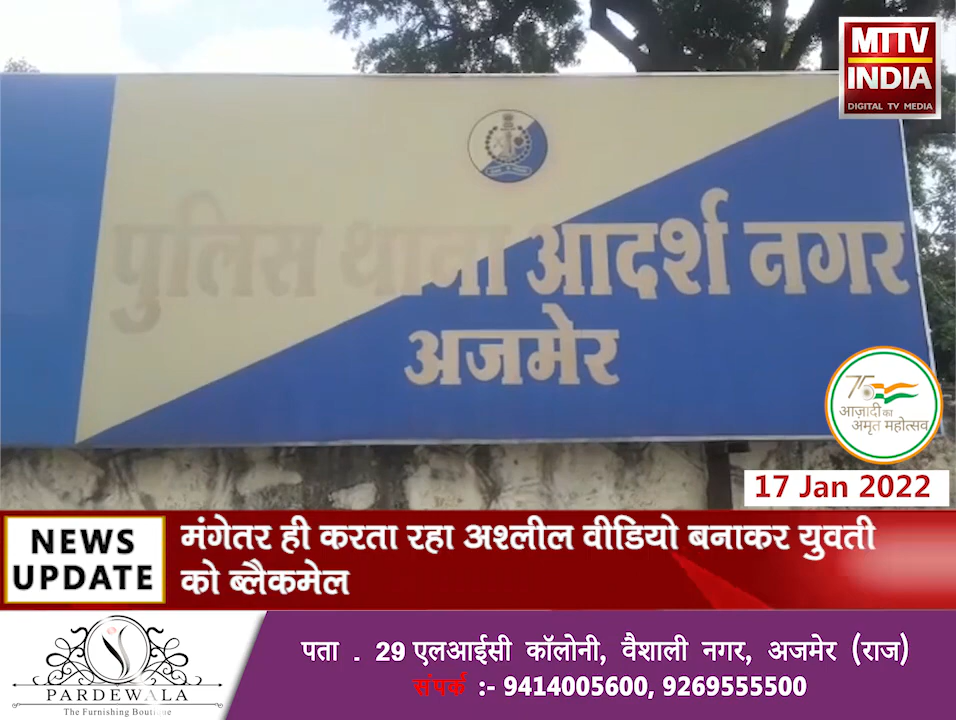 MTTV
INDIA
DIGITAL TV MEDIA
पुलिस थाना आदर्श नगर
अजमेर
75
आज़ादी का
अमृत महोत्सव
17 Jan 2022
NEWS
UPDATE
मंगेतर ही करता रहा अश्लील वीडियो बनाकर युवती
को ब्लैकमेल
PARDEWALA
The Furnishing Boutique
पता . 29 एलआईसी कॉलोनी, वैशाली नगर, अजमेर (राज)
संपर्क :- 9414005600, 9269555500